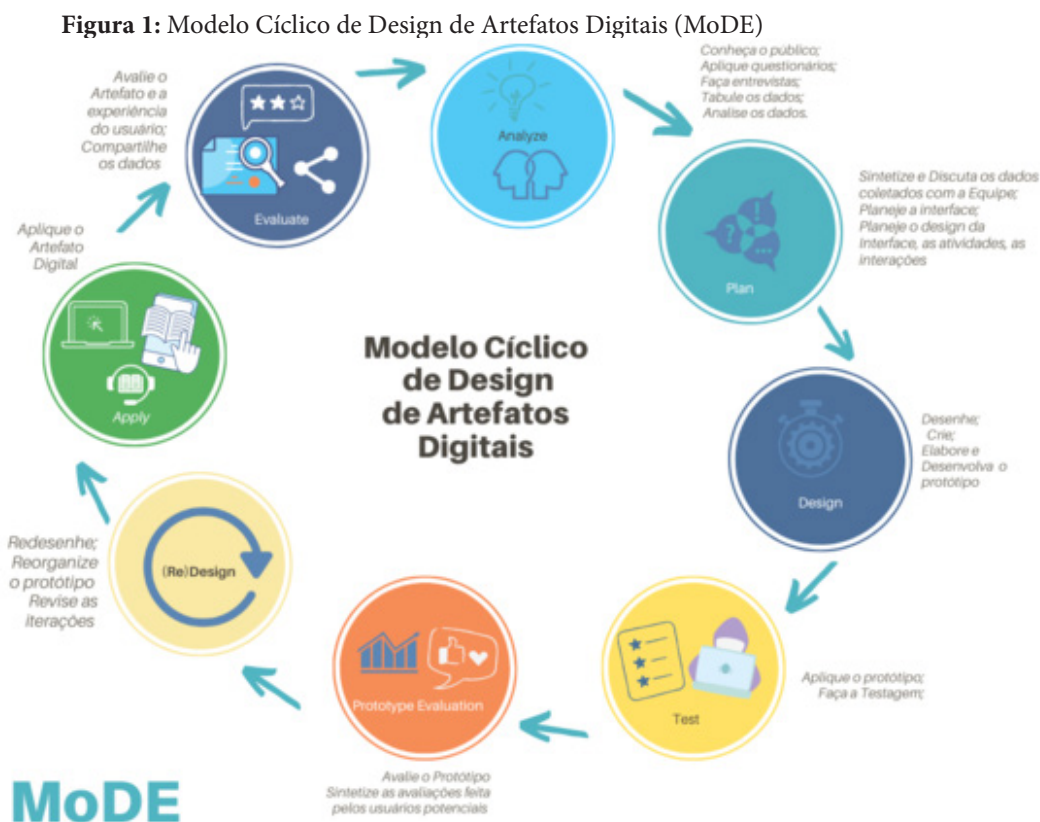 Figura 1: Modelo Cíclico de Design de Artefatos Digitais (MoDE)
Analyze
Conheça o público;
Aplique questionários;
Faça entrevistas;
Tabule os dados;
Analise os dados.
Plan
Sintetize e Discuta os dados
coletados com a Equipe;
Planeje a interface;
Planeje o design da
Interface, as atividades, as
interações
Design
Desenhe;
Crie;
Elabore e
Desenvolva o
protótipo
Test
Aplique o protótipo;
Faça a Testagem;
Prototype Evaluation
Avalie o Protótipo
Sintetize as avaliações feita
pelos usuários potenciais
(Re)Design
Redesenhe;
Reorganize
o protótipo
Revise as
iterações
Apply
Aplique o
Artefato
Digital
Evaluate
Avalie o
Artefato e a
experiência
do usuário;
Compartilhe
os dados
Modelo Cíclico
de Design
de Artefatos
Digitais
MoDE